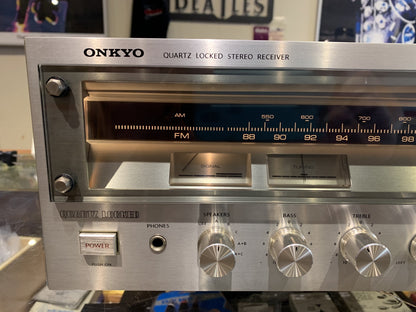 BEATLES
ONKYO QUARTZ LOCKED STEREO RECEIVER
AM 550 600 700 800
FM 88 90 92 94 96 98
SIGNAL TUNING
QUARTZ LOCKED
SPEAKERS BASS TREBLE
POWER PHONES
A+B
PUSH ON
LEFT